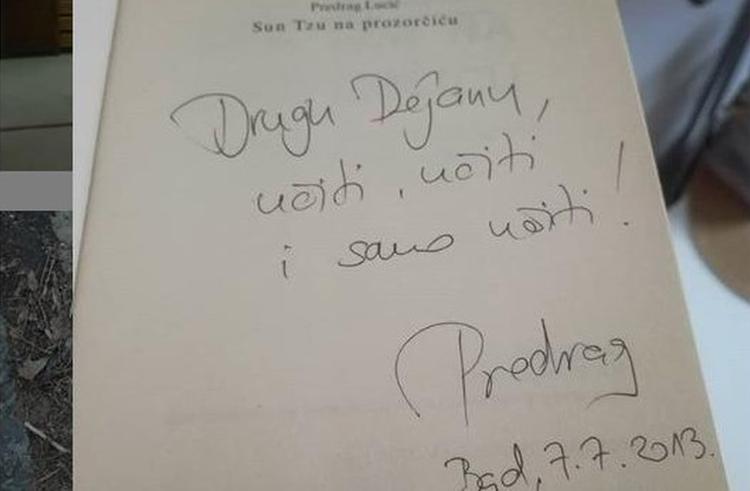 Predrag Lucić
Sun Tzu na prozorčiću
Drugu Dejanu,
učiti, učiti
i samo učiti!
Predrag
Bgd, 7.7.2013.